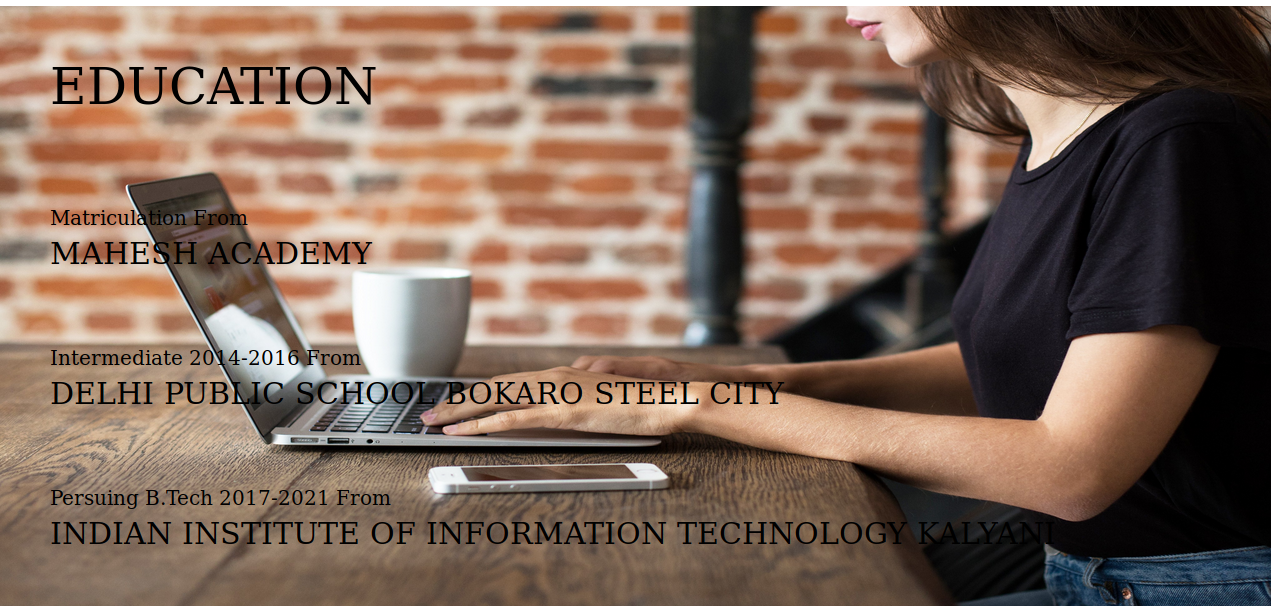 EDUCATION
Matriculation From
MAHESH ACADEMY
Intermediate 2014-2016 From
DELHI PUBLIC SCHOOL BOKARO STEEL CITY
Persuing B.Tech 2017-2021 From
INDIAN INSTITUTE OF INFORMATION TECHNOLOGY KALYANI